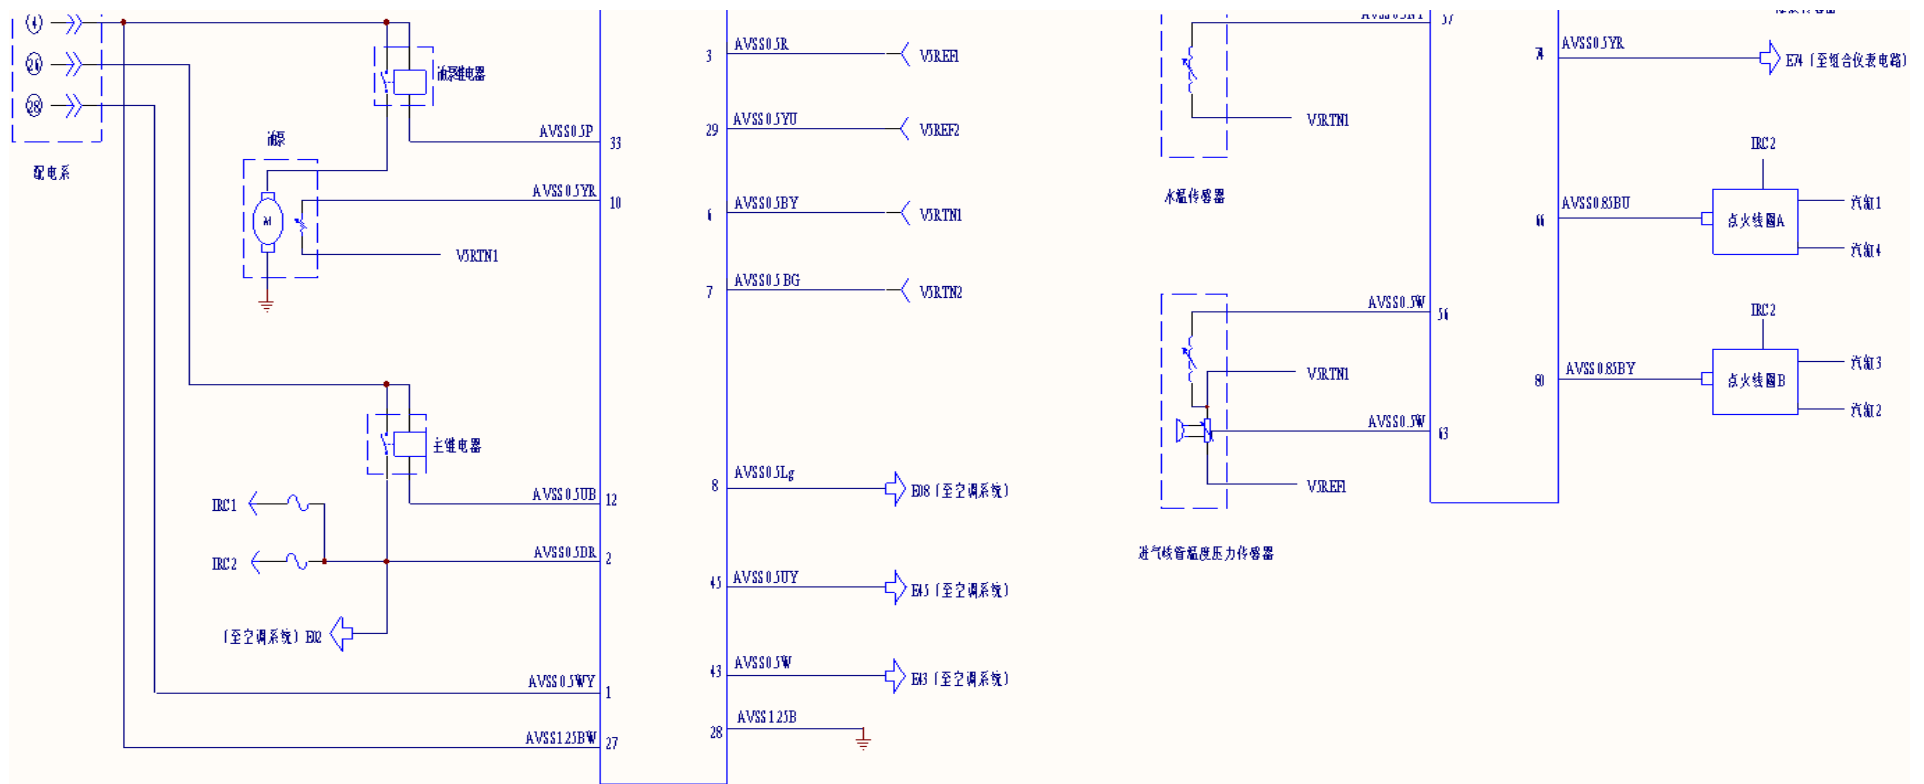 4
26
28
配电系
油泵继电器
油泵
M
AVSS0.5P
33
AVSS0.5YR
10
V5RTN1
主继电器
IRC1
IRC2
AVSS0.5UB
12
AVSS0.5DR
2
(至空调系统) E02
AVSS0.5WY
1
AVSS1.25BW
27
3
AVSS0.5R
V5REF1
29
AVSS0.5YU
V5REF2
6
AVSS0.5BY
V5RTN1
7
AVSS0.5BG
V5RTN2
8
AVSS0.5Lg
E08 (至空调系统)
45
AVSS0.5UY
E45 (至空调系统)
43
AVSS0.5W
E43 (至空调系统)
28
AVSS1.25B
57
V5RTN1
水温传感器
AVSS0.5W
56
V5RTN1
AVSS0.5W
63
V5REF1
进气歧管温度压力传感器
74
AVSS0.5YR
E74 (至组合仪表电路)
IRC2
66
AVSS0.85BU
点火线圈A
汽缸1
汽缸4
IRC2
80
AVSS0.85BY
点火线圈B
汽缸3
汽缸2